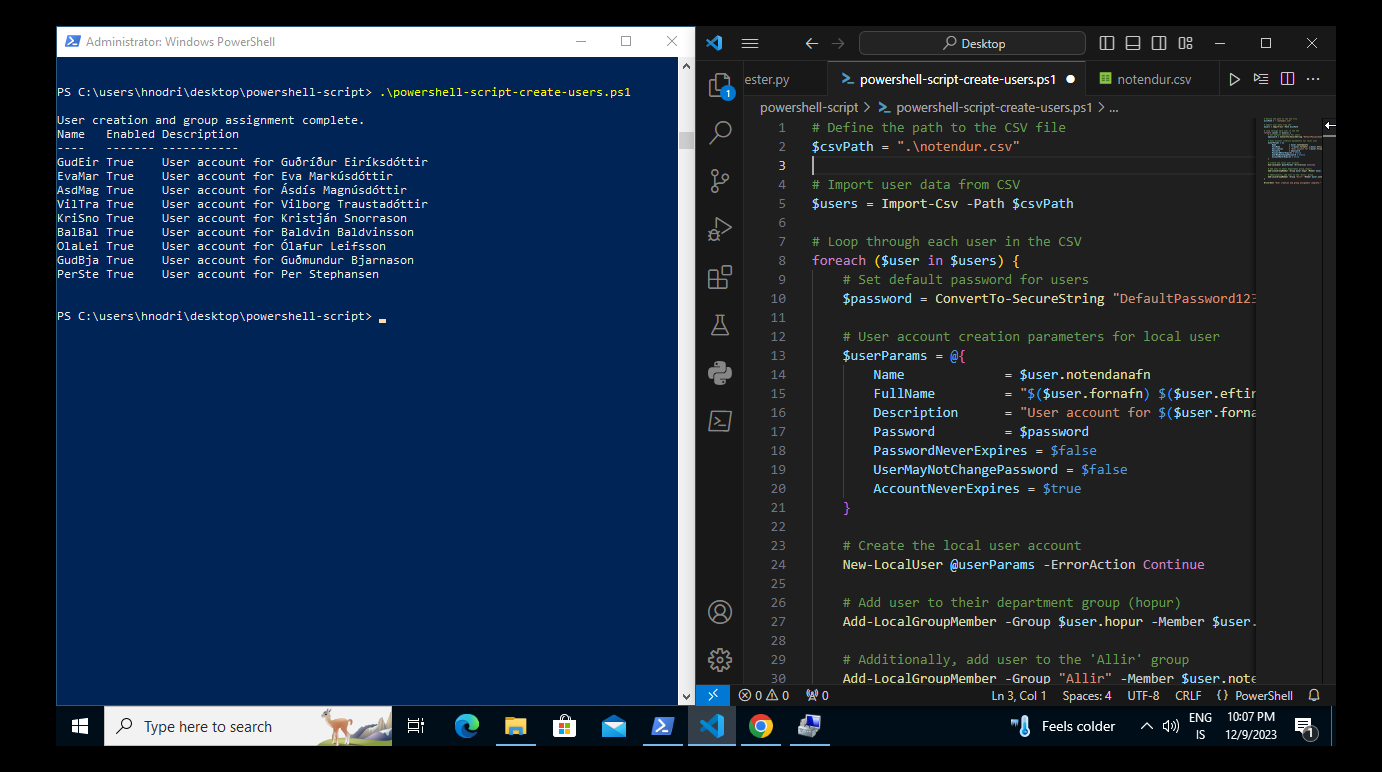 Administrator: Windows PowerShell
PS C:\users\hnodri\desktop\powershell-script> .\powershell-script-create-users.ps1
User creation and group assignment complete.
Name Enabled Description
---- ------- -----------
GudEir True User account for Guðríður Eiríksdóttir
EvaMar True User account for Eva Markúsdóttir
AsdMag True User account for Ásdís Magnúsdóttir
VilTra True User account for Vilborg Traustadóttir
KriSno True User account for Kristján Snorrason
BalBal True User account for Baldvin Baldvinsson
OlaLei True User account for Ólafur Leifsson
GudBja True User account for Guðmundur Bjarnason
PerSte True User account for Per Stephansen
PS C:\users\hnodri\desktop\powershell-script>
Desktop
ester.py
powershell-script-create-users.ps1
notendur.csv
1
powershell-script > powershell-script-create-users.ps1 > ...
1 # Define the path to the CSV file
2 $csvPath = ".\notendur.csv"
3
4 # Import user data from CSV
5 $users = Import-Csv -Path $csvPath
6
7 # Loop through each user in the CSV
8 foreach ($user in $users) {
9 # Set default password for users
10 $password = ConvertTo-SecureString "DefaultPassword123
11
12 # User account creation parameters for local user
13 $userParams = @{
14 Name = $user.notendanafn
15 FullName = "$($user.fornafn) $($user.eftir
16 Description = "User account for $($user.forna
17 Password = $password
18 PasswordNeverExpires = $false
19 UserMayNotChangePassword = $false
20 AccountNeverExpires = $true
21 }
22
23 # Create the local user account
24 New-LocalUser @userParams -ErrorAction Continue
25
26 # Add user to their department group (hopur)
27 Add-LocalGroupMember -Group $user.hopur -Member $user.
28
29 # Additionally, add user to the 'Allir' group
30 Add-LocalGroupMember -Group "Allir" -Member $user.note
0 0 0
Ln 3, Col 1 Spaces: 4 UTF-8 CRLF {} PowerShell
Type here to search
Feels colder
ENG
IS
10:07 PM
12/9/2023
1